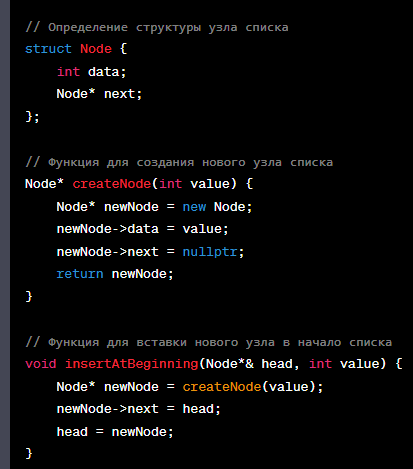 // Определение структуры узла списка
struct Node {
    int data;
    Node* next;
};

// Функция для создания нового узла списка
Node* createNode(int value) {
    Node* newNode = new Node;
    newNode->data = value;
    newNode->next = nullptr;
    return newNode;
}

// Функция для вставки нового узла в начало списка
void insertAtBeginning(Node*& head, int value) {
    Node* newNode = createNode(value);
    newNode->next = head;
    head = newNode;
}